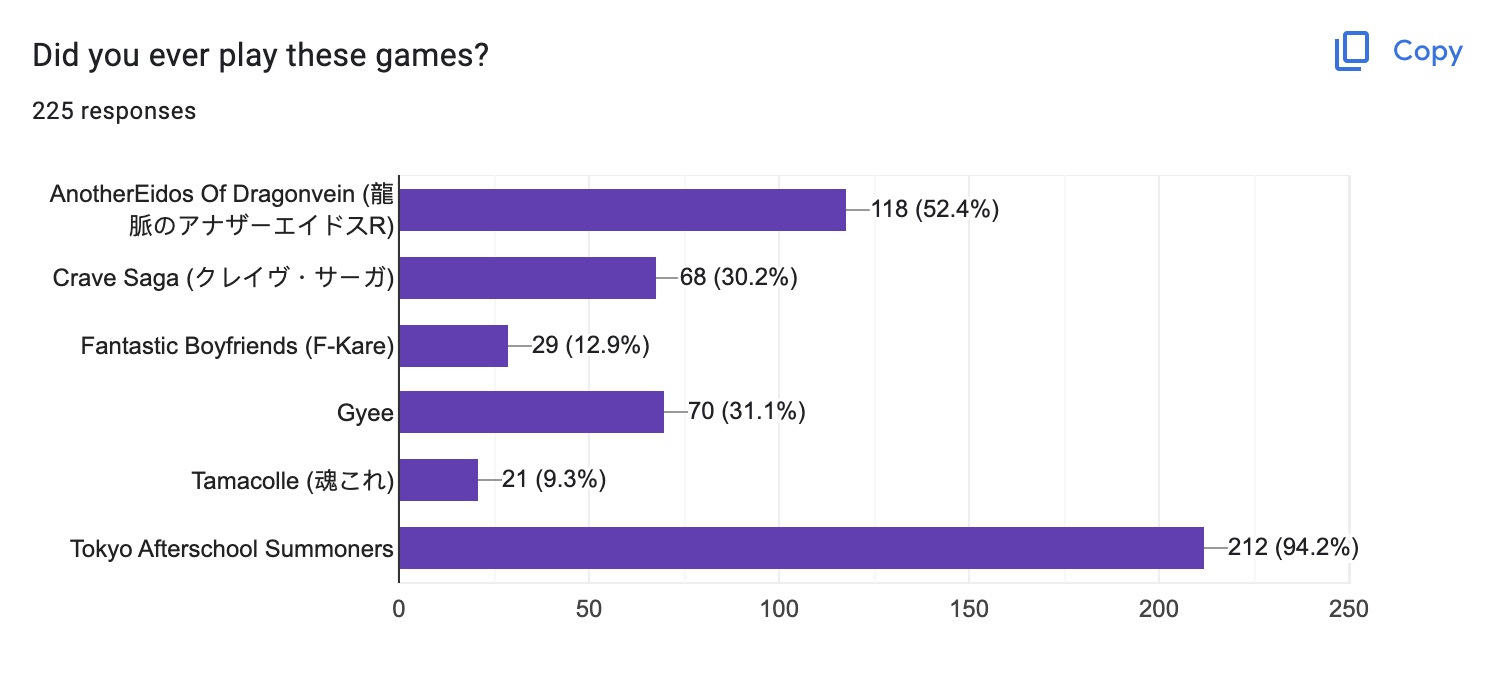 Did you ever play these games?
Copy
225 responses
AnotherEidos Of Dragonvein (龍
脈のアナザーエイドスR)
118 (52.4%)
Crave Saga (クレイヴ・サーガ)
68 (30.2%)
Fantastic Boyfriends (F-Kare)
29 (12.9%)
Gyee
70 (31.1%)
Tamacolle (魂これ)
21 (9.3%)
Tokyo Afterschool Summoners
212 (94.2%)
0 50 100 150 200 250